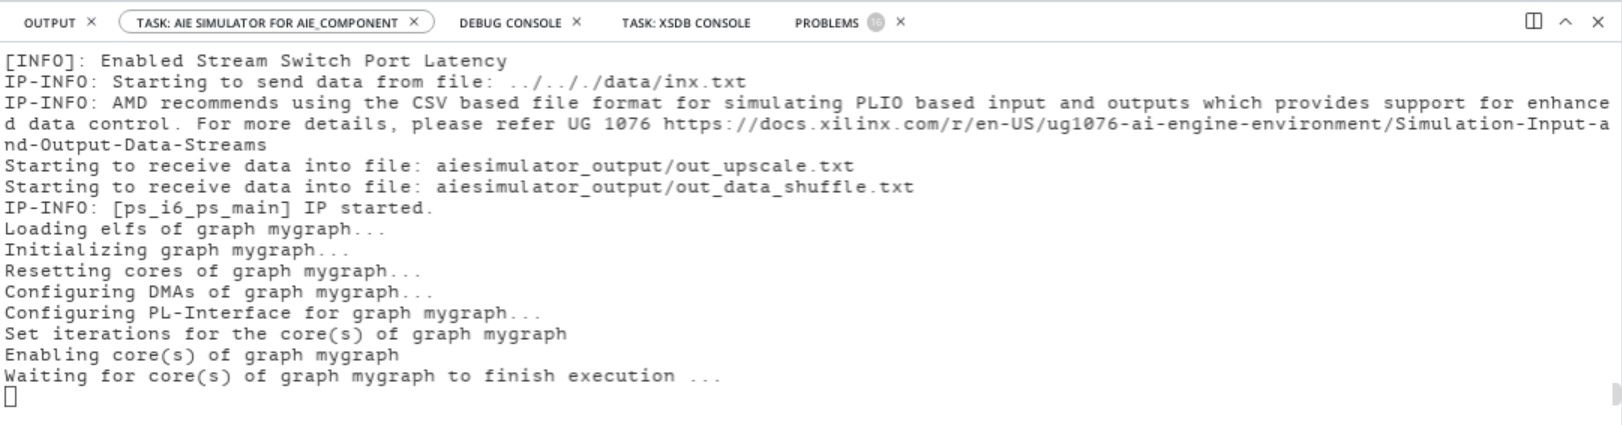 OUTPUT TASK: AIE SIMULATOR FOR AIE_COMPONENT DEBUG CONSOLE TASK: XSDB CONSOLE PROBLEMS 16
[INFO]: Enabled Stream Switch Port Latency
IP-INFO: Starting to send data from file: ../.././data/inx.txt
IP-INFO: AMD recommends using the CSV based file format for simulating PLIO based input and outputs which provides support for enhance
d data control. For more details, please refer UG 1076 https://docs.xilinx.com/r/en-US/ug1076-ai-engine-environment/Simulation-Input-a
nd-Output-Data-Streams
Starting to receive data into file: aiesimulator_output/out_upscale.txt
Starting to receive data into file: aiesimulator_output/out_data_shuffle.txt
IP-INFO: [ps_i6_ps_main] IP started.
Loading elfs of graph mygraph...
Initializing graph mygraph...
Resetting cores of graph mygraph...
Configuring DMAs of graph mygraph...
Configuring PL-Interface for graph mygraph...
Set iterations for the core(s) of graph mygraph
Enabling core(s) of graph mygraph
Waiting for core(s) of graph mygraph to finish execution ...